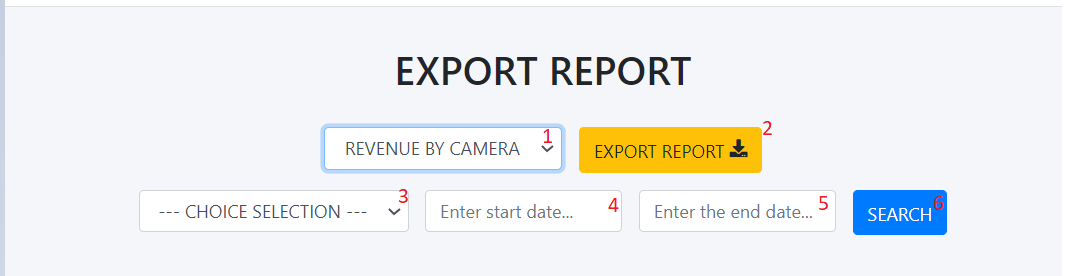 EXPORT REPORT
REVENUE BY CAMERA 1 EXPORT REPORT 2
--- CHOICE SELECTION --- 3 Enter start date... 4 Enter the end date... 5 SEARCH 6